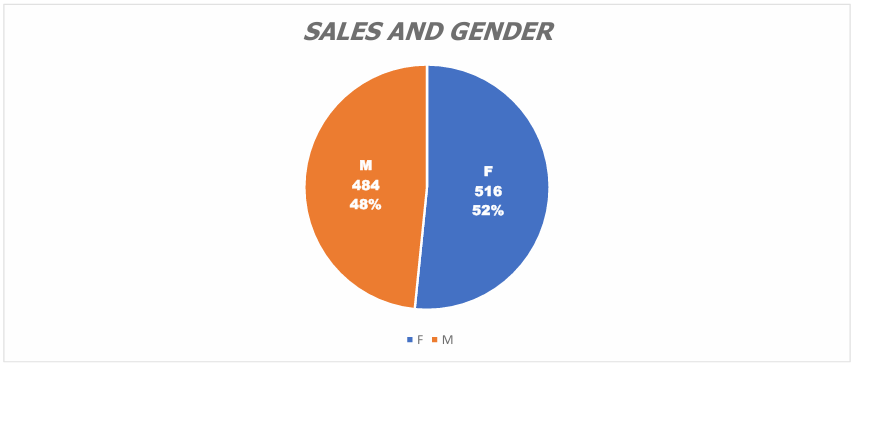 SALES AND GENDER
M
484
48%
F
516
52%
F M